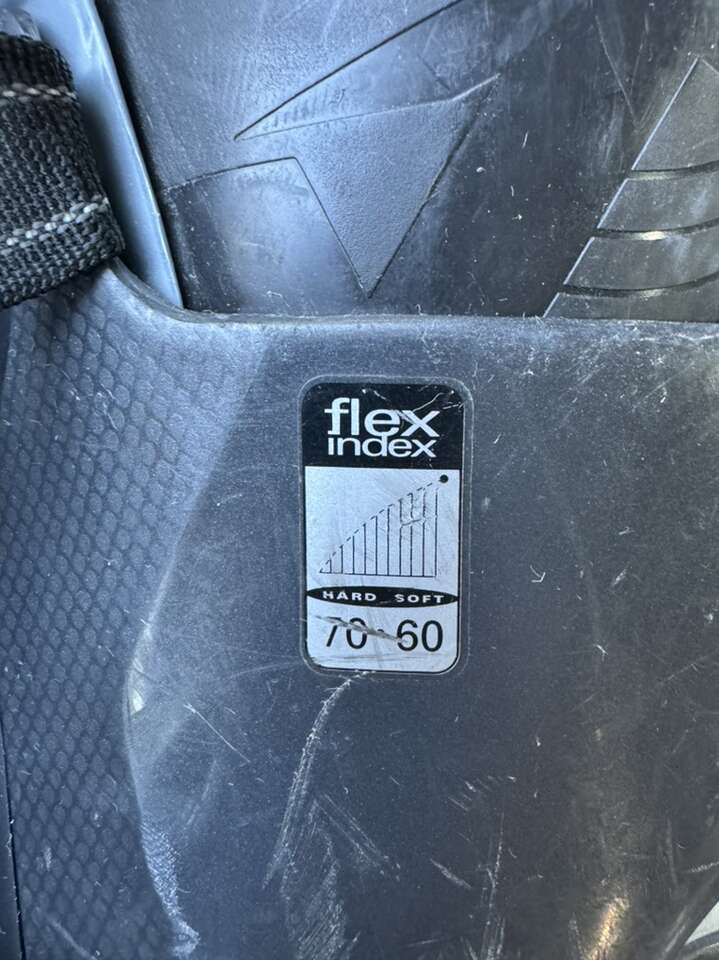 flex
index
HARD SOFT
70-60